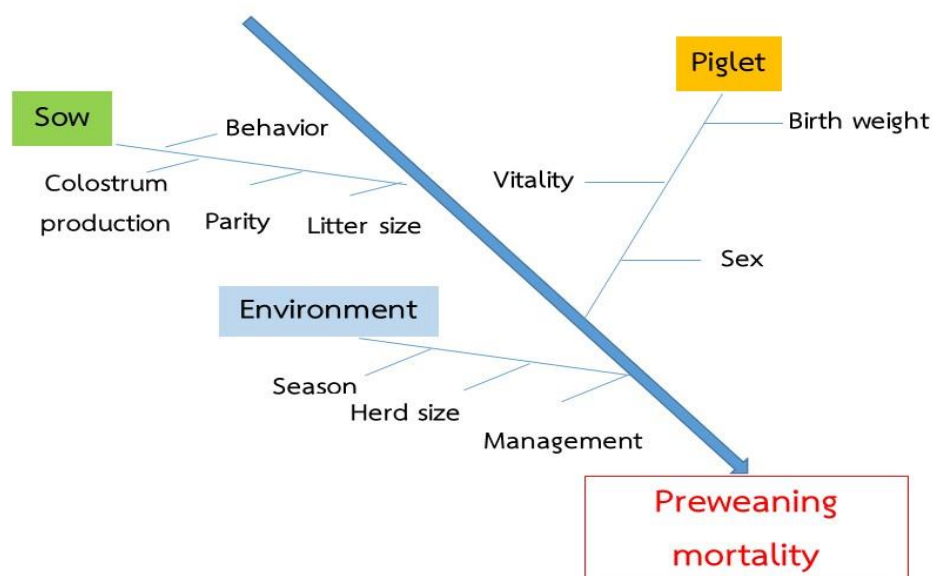 Piglet
Birth weight
Vitality
Sex
Sow
Behavior
Colostrum
production
Parity
Litter size
Environment
Season
Herd size
Management
Preweaning
mortality